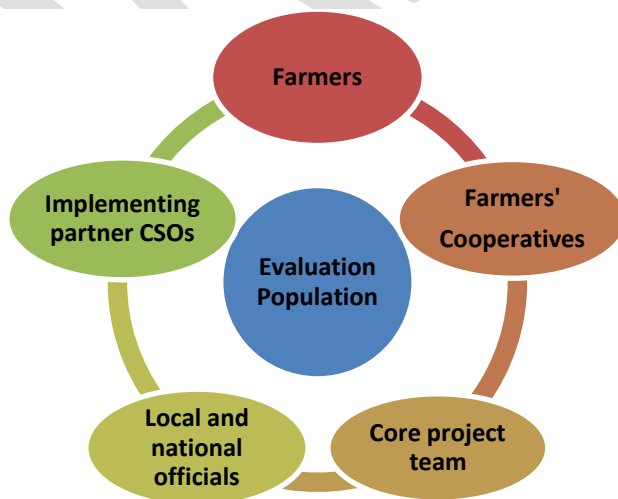 Farmers
Farmers'
Cooperatives
Core project
team
Local and
national
officials
Implementing
partner CSOs
Evaluation
Population